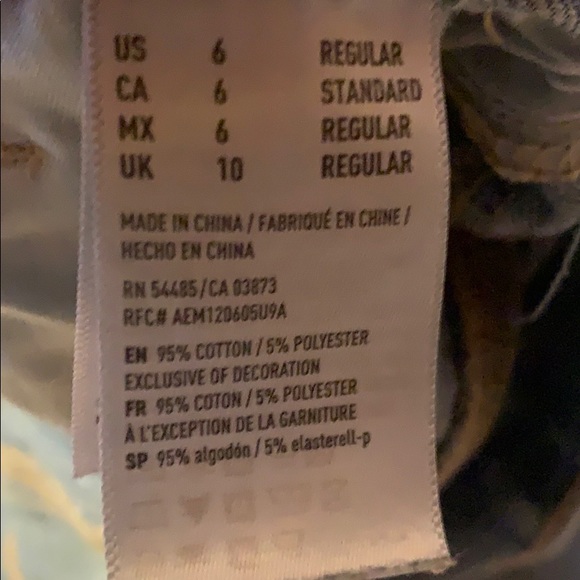 US 6 REGULAR
CA 6 STANDARD
MX 6 REGULAR
UK 10 REGULAR
MADE IN CHINA / FABRIQUÉ EN CHINE /
HECHO EN CHINA
RN 54485/CA 03873
RFC# AEM120605U9A
EN 95% COTTON / 5% POLYESTER
EXCLUSIVE OF DECORATION
FR 95% COTON / 5% POLYESTER
À L'EXCEPTION DE LA GARNITURE
SP 95% algodón / 5% elasterell-p